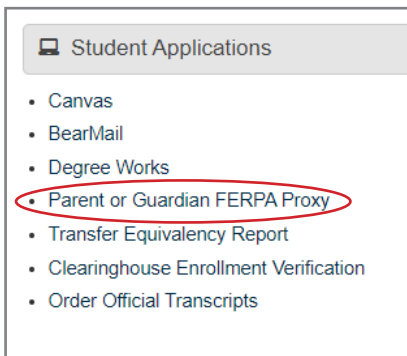 Student Applications
Canvas
BearMail
Degree Works
Parent or Guardian FERPA Proxy
Transfer Equivalency Report
Clearinghouse Enrollment Verification
Order Official Transcripts